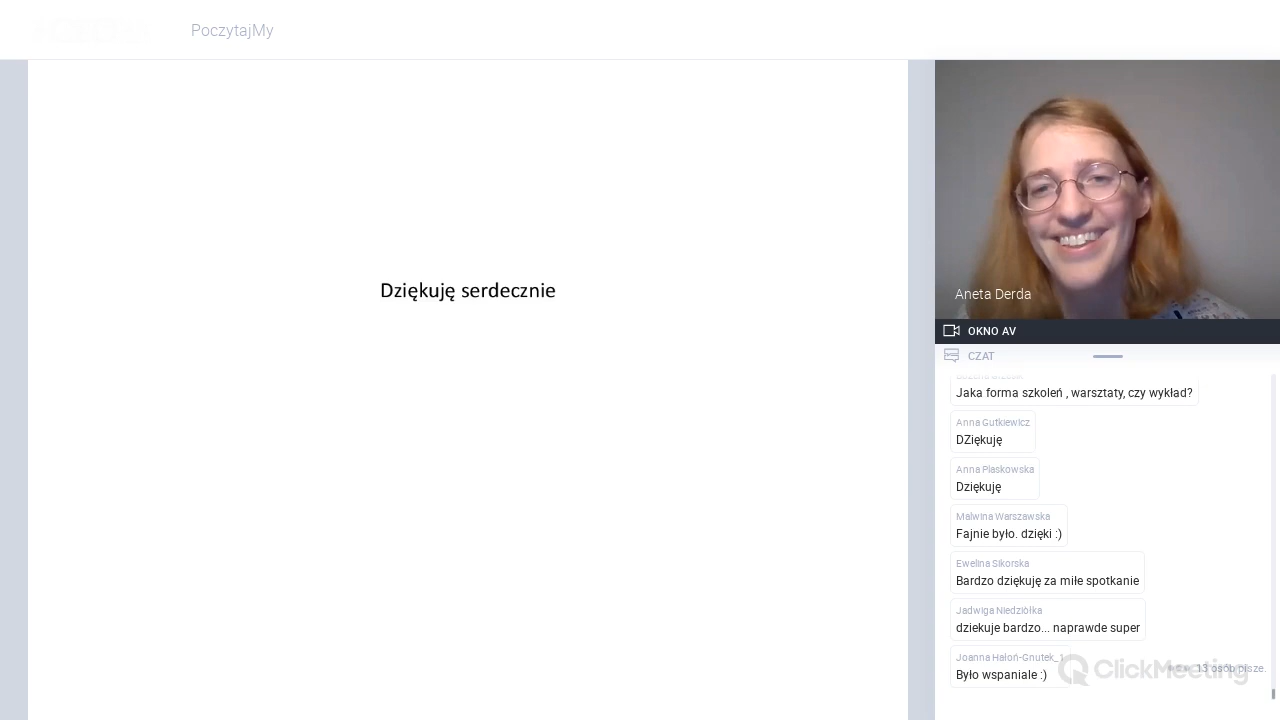 PoczytajMy
Dziękuję serdecznie
Aneta Derda
OKNO AV
CZAT
Jaka forma szkoleń , warsztaty, czy wykład?
Anna Gutkiewicz
DZiękuję
Anna Piaskowska
Dziękuję
Malwina Warszawska
Fajnie było. dzięki :)
Ewelina Sikorska
Bardzo dziękuję za miłe spotkanie
Jadwiga Niedziółka
dziekuje bardzo... naprawde super
Joanna Hałoń-Gnutek_1
Było wspaniale :)
ClickMeeting
13 osób pisze.